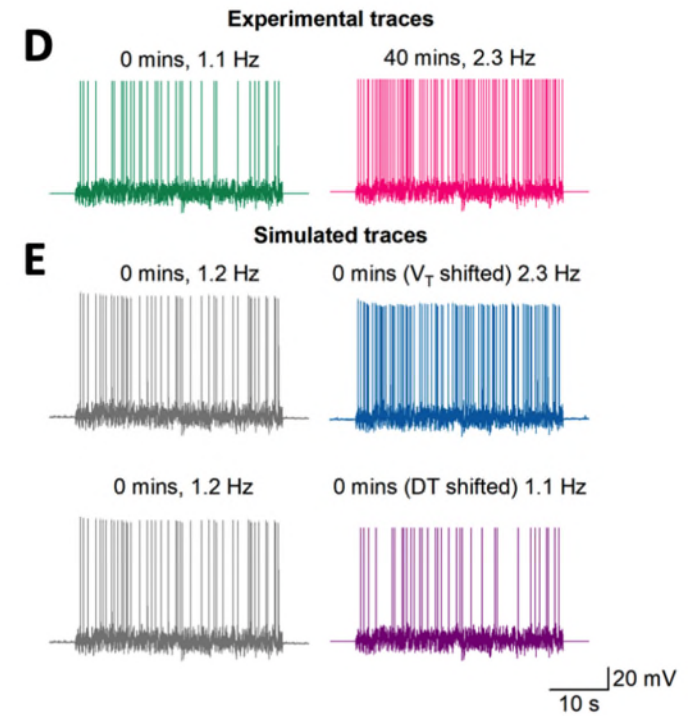 D
Experimental traces
0 mins, 1.1 Hz
40 mins, 2.3 Hz
E
Simulated traces
0 mins, 1.2 Hz
0 mins (VT shifted) 2.3 Hz
0 mins, 1.2 Hz
0 mins (DT shifted) 1.1 Hz
20 mV
10 s